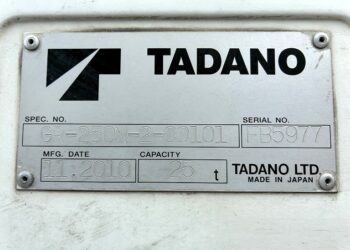 TADANO
SPEC. NO. SERIAL NO.
GR-250N-2-00101 FB5977
MFG. DATE CAPACITY
11.2010 25 t TADANO LTD.
MADE IN JAPAN